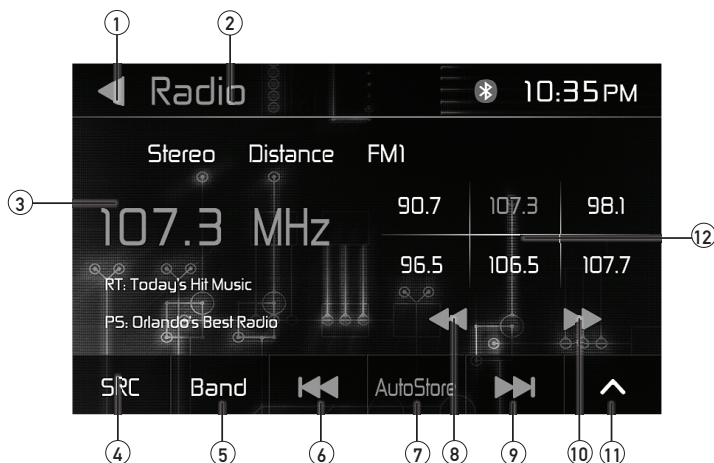 1 2
Radio 10:35 PM
Stereo Distance FM1
3
107.3 MHz
90.7 107.3 98.1
12
96.5 106.5 107.7
RT: Today's Hit Music
PS: Orlando's Best Radio
SRC Band AutoStore
4 5 6 7 8 9 10 11